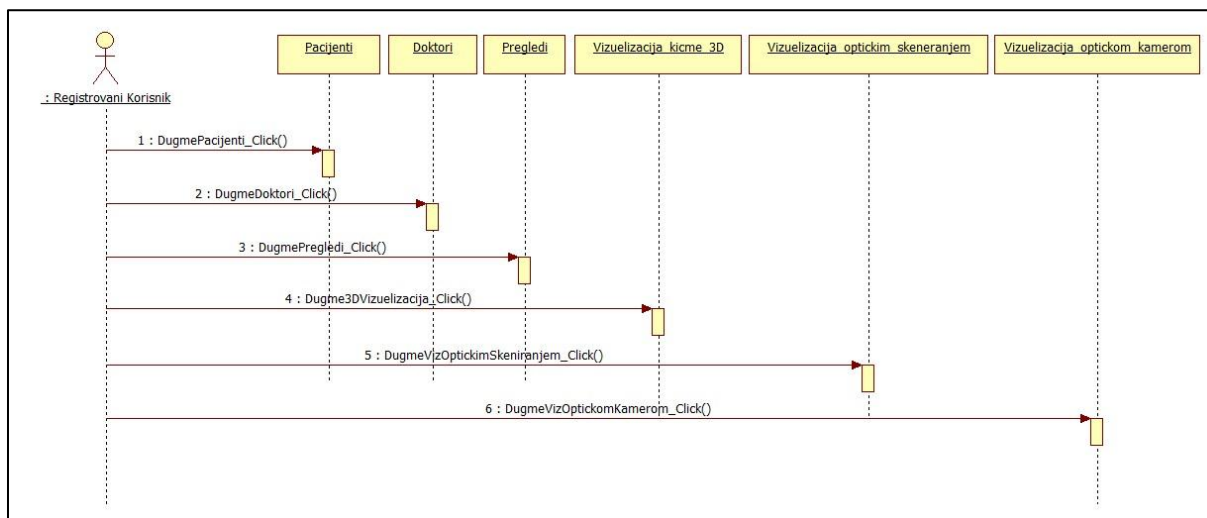 Pacijenti
Doktori
Pregledi
Vizuelizacija_kicme_3D
Vizuelizacija_optickim_skeneranjem
Vizuelizacija_optickom_kamerom
: Registrovani Korisnik
1 : DugmePacijenti_Click()
2 : DugmeDoktori_Click()
3 : DugmePregledi_Click()
4 : Dugme3DVizuelizacija_Click()
5 : DugmeVizOptickimSkeniranjem_Click()
6 : DugmeVizOptickomKamerom_Click()